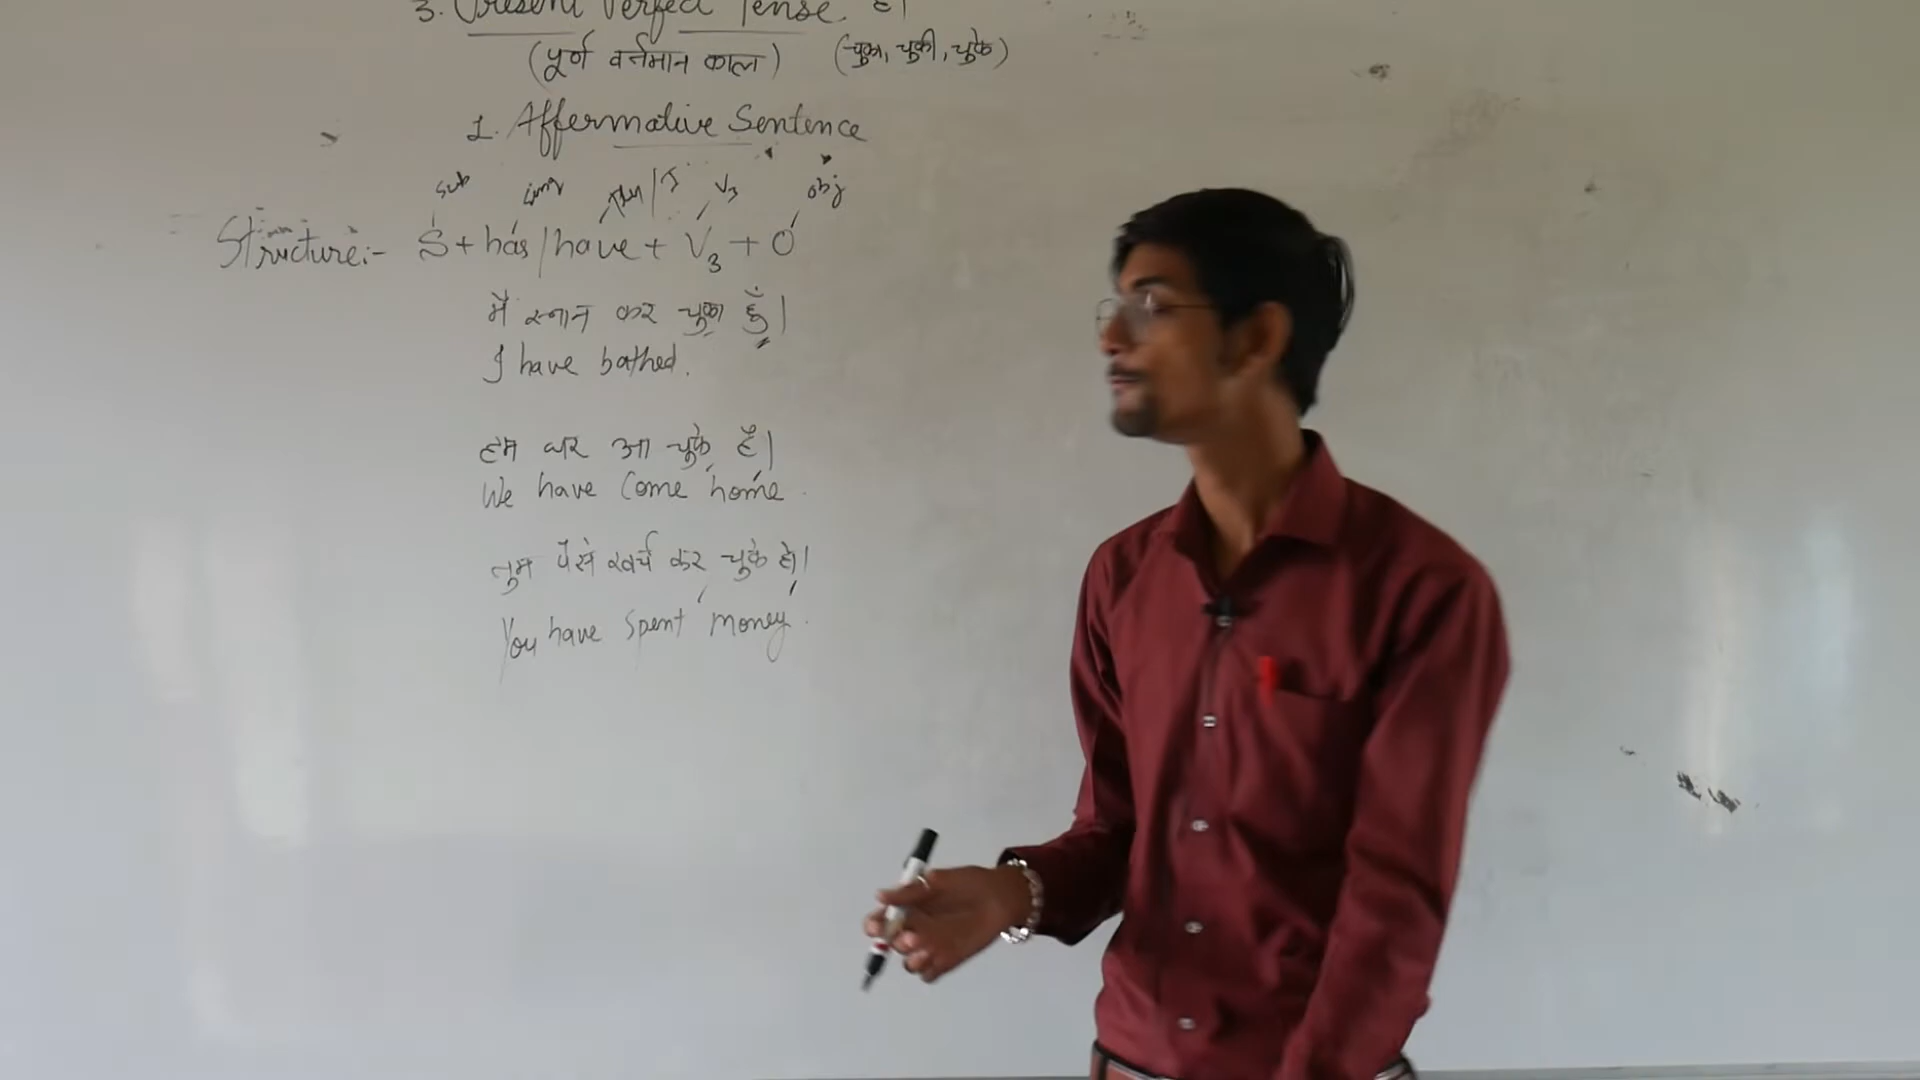 3. Present Perfect Tense है।
(पूर्ण वर्तमान काल) (चुका, चुकी, चुके)
1. Affermative Sentence
sub V3 obj
Structure:- S + has / have + V3 + O
मैं स्नान कर चुका हूँ।
I have bathed.
हम घर आ चुके हैं।
We have Come home.
तुम पैसे खर्च कर चुके हो।
You have spent money.